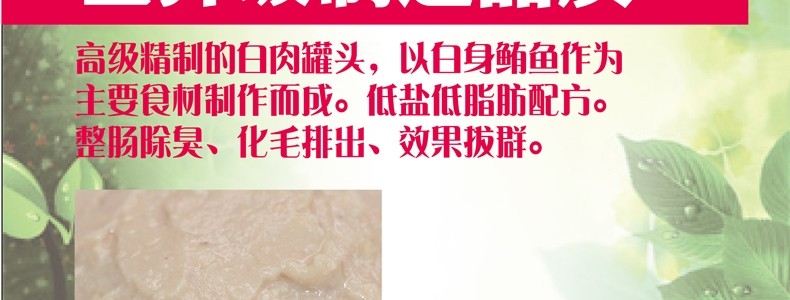 高级精制的白肉罐头，以白身鲔鱼作为
主要食材制作而成。低盐低脂肪配方。
整肠除臭、化毛排出、效果拔群。